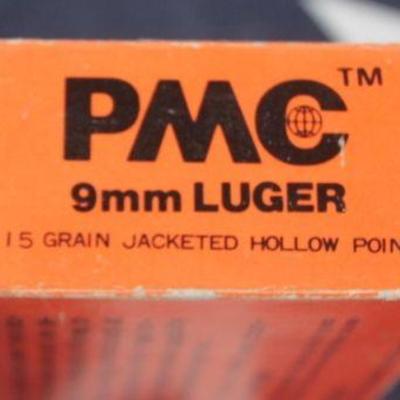 PMC™
9mm LUGER
15 GRAIN JACKETED HOLLOW POIN